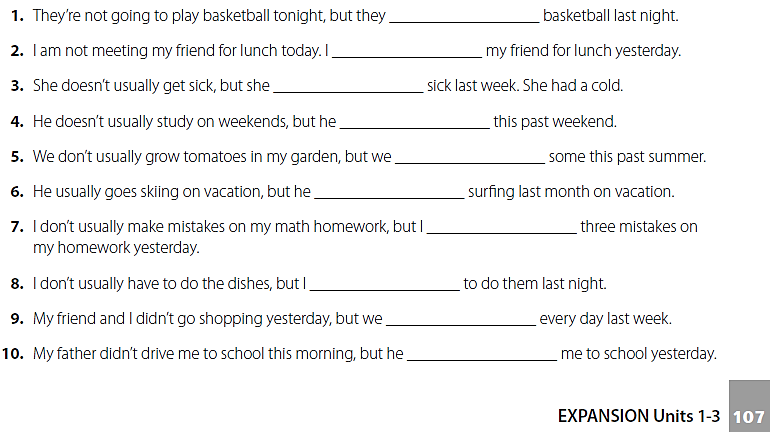 1. They’re not going to play basketball tonight, but they ____________________ basketball last night.
2. I am not meeting my friend for lunch today. I ____________________ my friend for lunch yesterday.
3. She doesn’t usually get sick, but she ____________________ sick last week. She had a cold.
4. He doesn’t usually study on weekends, but he ____________________ this past weekend.
5. We don’t usually grow tomatoes in my garden, but we ____________________ some this past summer.
6. He usually goes skiing on vacation, but he ____________________ surfing last month on vacation.
7. I don’t usually make mistakes on my math homework, but I ____________________ three mistakes on
my homework yesterday.
8. I don’t usually have to do the dishes, but I ____________________ to do them last night.
9. My friend and I didn’t go shopping yesterday, but we ____________________ every day last week.
10. My father didn’t drive me to school this morning, but he ____________________ me to school yesterday.
EXPANSION Units 1-3 107